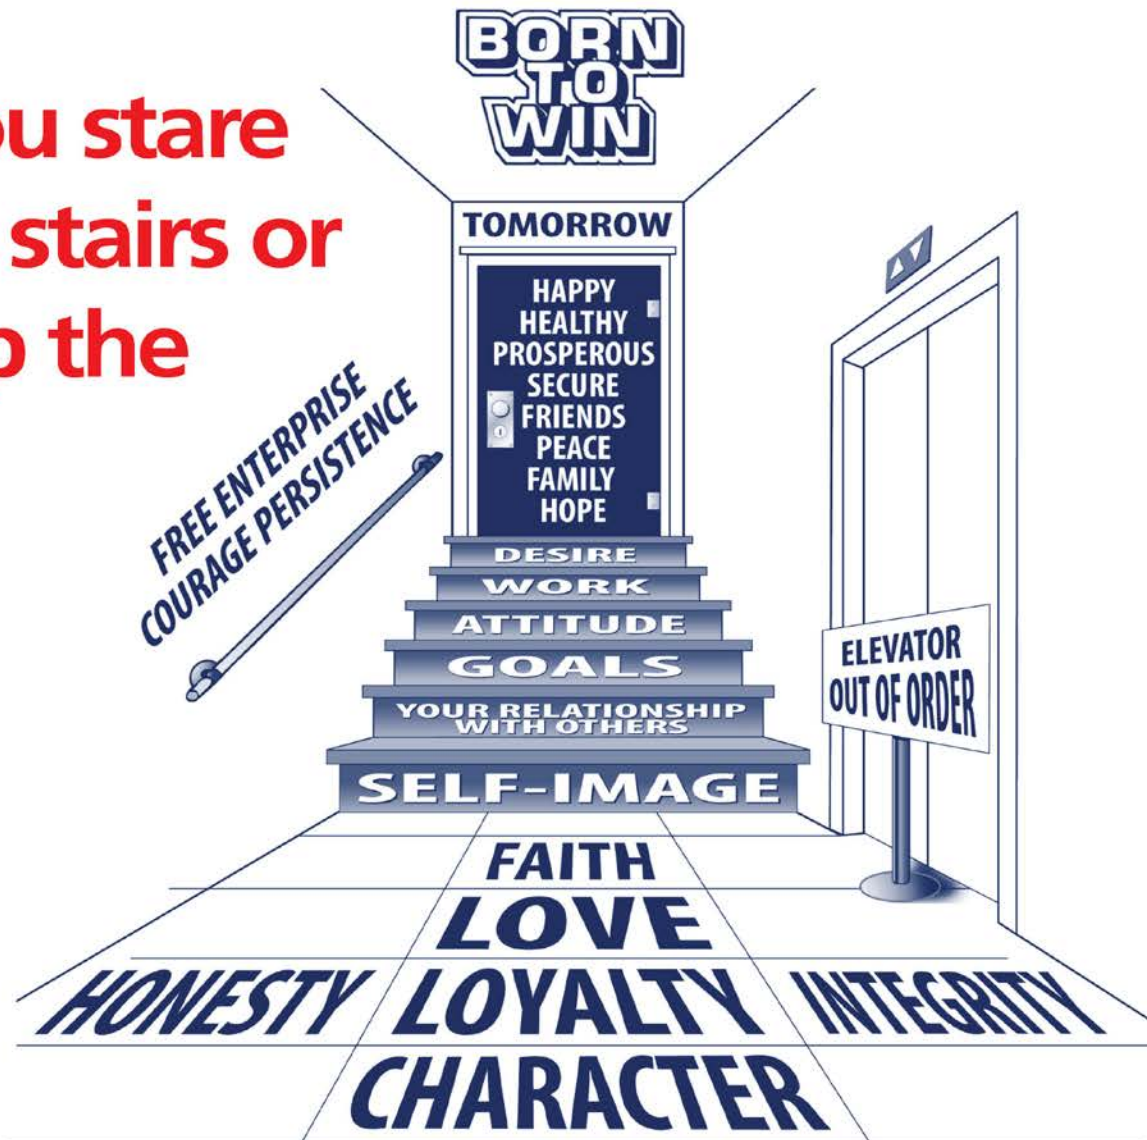 BORN
TO
WIN
ou stare
stairs or
p the
TOMORROW
HAPPY
HEALTHY
PROSPEROUS
SECURE
FRIENDS
PEACE
FAMILY
HOPE
FREE ENTERPRISE
COURAGE PERSISTENCE
DESIRE
WORK
ATTITUDE
GOALS
YOUR RELATIONSHIP
WITH OTHERS
SELF-IMAGE
ELEVATOR
OUT OF ORDER
FAITH
LOVE
HONESTY LOYALTY INTEGRITY
CHARACTER